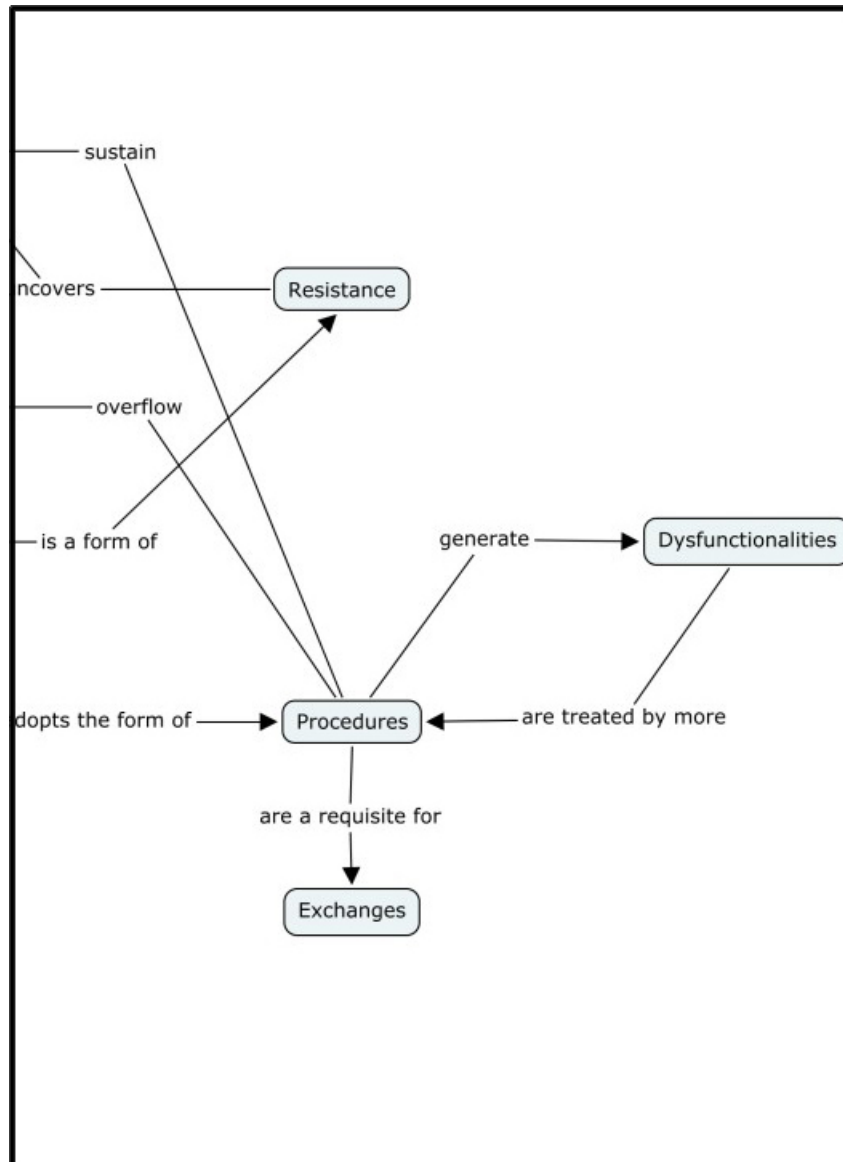 sustain
ncovers
Resistance
overflow
is a form of
generate
Dysfunctionalities
dopts the form of
Procedures
are treated by more
are a requisite for
Exchanges